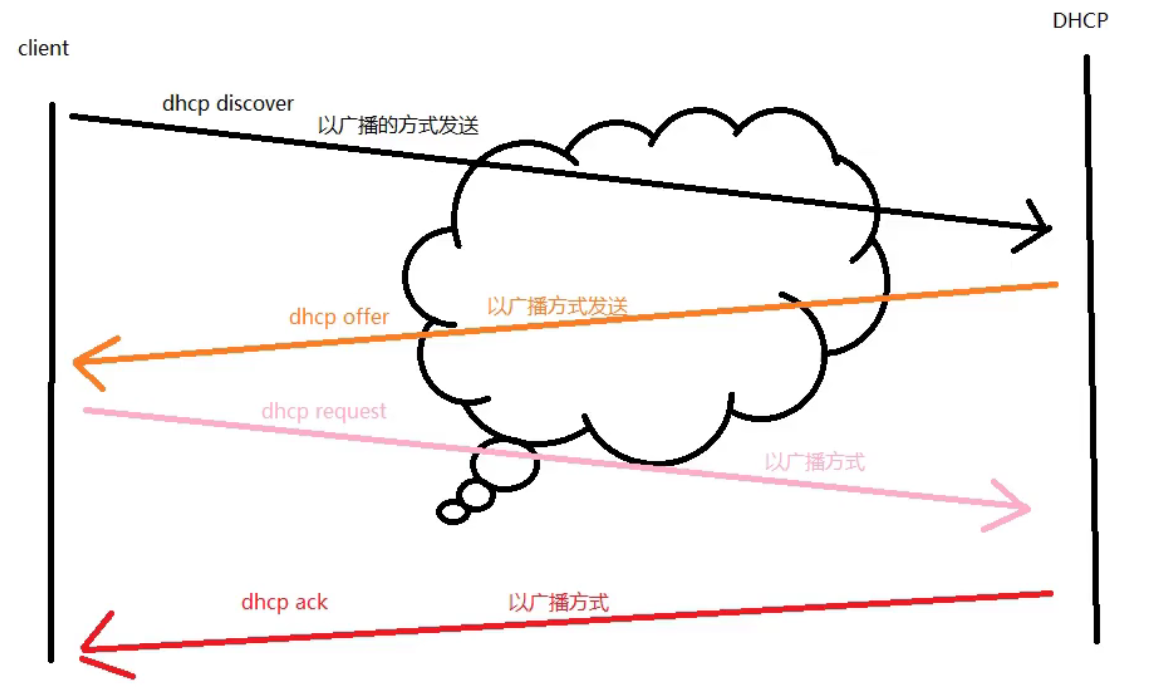 DHCP
client
dhcp discover
以广播的方式发送
以广播方式发送
dhcp offer
dhcp request
以广播方式
dhcp ack
以广播方式